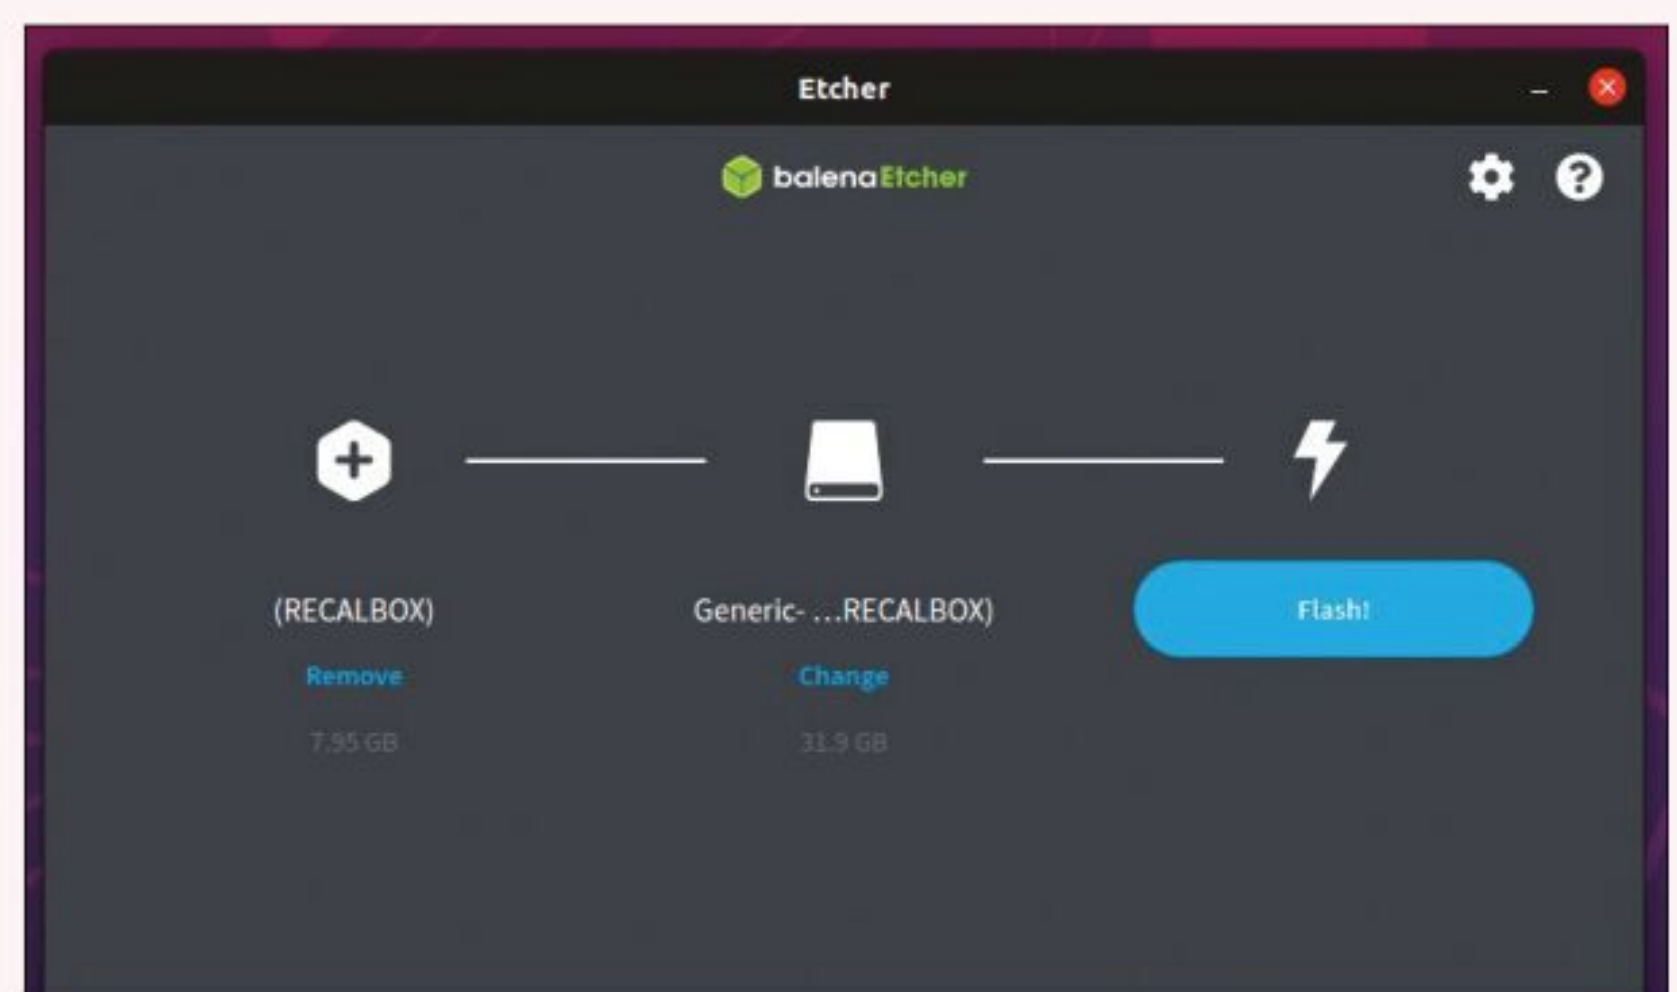 Etcher
balenaEtcher
(RECALBOX)
Generic- ...RECALBOX)
Flash!
Remove
Change
7.95 GB
31.9 GB